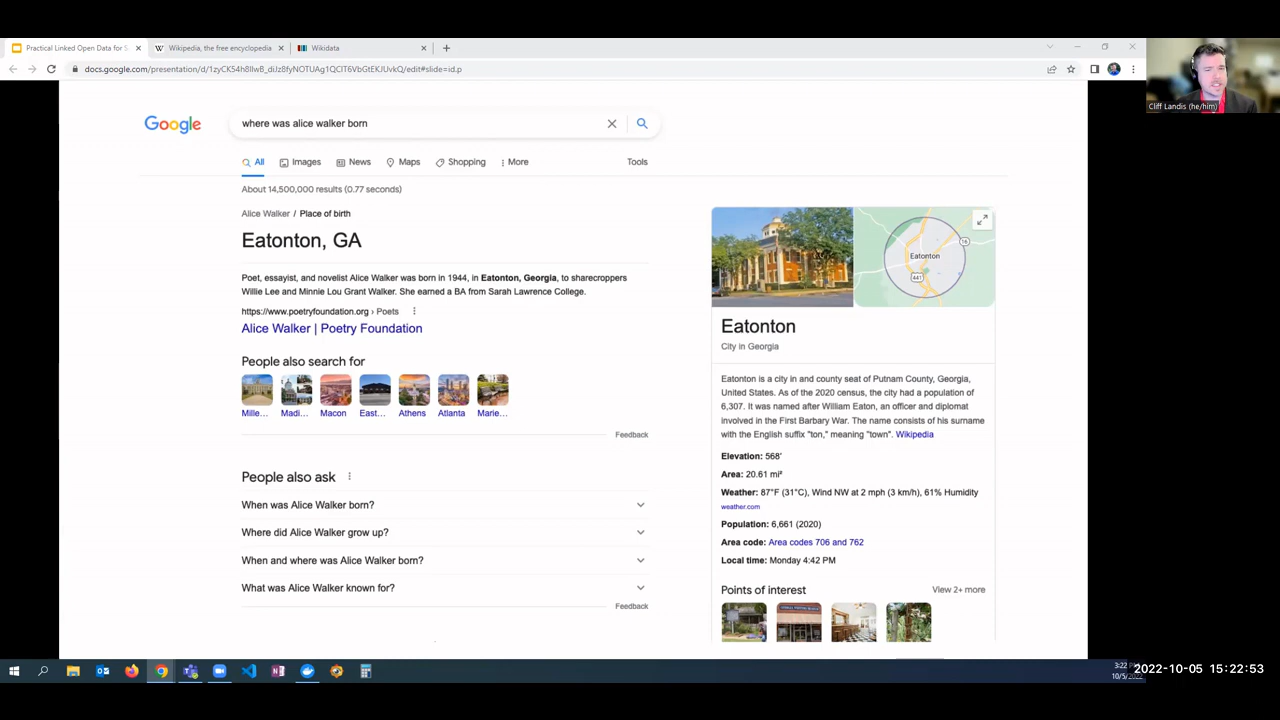 Practical Linked Open Data for S
Wikipedia, the free encyclopedia
Wikidata
docs.google.com/presentation/d/1zyCK54h8IlwB_diJz8fyNOTUAg1QCIT6VbGtEKJUvkQ/edit#slide=id.p
Cliff Landis (he/him)
Google
where was alice walker born
All
Images
News
Maps
Shopping
More
Tools
About 14,500,000 results (0.77 seconds)
Alice Walker / Place of birth
Eatonton, GA
Poet, essayist, and novelist Alice Walker was born in 1944, in Eatonton, Georgia, to sharecroppers
Willie Lee and Minnie Lou Grant Walker. She earned a BA from Sarah Lawrence College.
https://www.poetryfoundation.org › Poets
Alice Walker | Poetry Foundation
People also search for
Mille...
Madi...
Macon
East...
Athens
Atlanta
Marie...
Feedback
People also ask
When was Alice Walker born?
Where did Alice Walker grow up?
When and where was Alice Walker born?
What was Alice Walker known for?
Feedback
Eatonton
16
441
Eatonton
City in Georgia
Eatonton is a city in and county seat of Putnam County, Georgia,
United States. As of the 2020 census, the city had a population of
6,307. It was named after William Eaton, an officer and diplomat
involved in the First Barbary War. The name consists of his surname
with the English suffix "ton," meaning "town". Wikipedia
Elevation: 568'
Area: 20.61 mi²
Weather: 87°F (31°C), Wind NW at 2 mph (3 km/h), 61% Humidity
weather.com
Population: 6,661 (2020)
Area code: Area codes 706 and 762
Local time: Monday 4:42 PM
Points of interest
View 2+ more
3:22
10/5/2022
2022-10-05 15:22:53